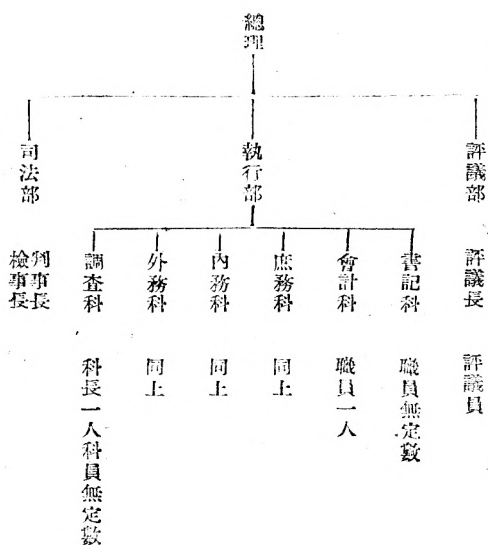 總理
評議部 評議長 評議員
執行部
書記科 職員無定數
會計科 職員一人
庶務科 同上
內務科 同上
外務科 同上
調查科 科長一人科員無定數
司法部 判事長
檢事長